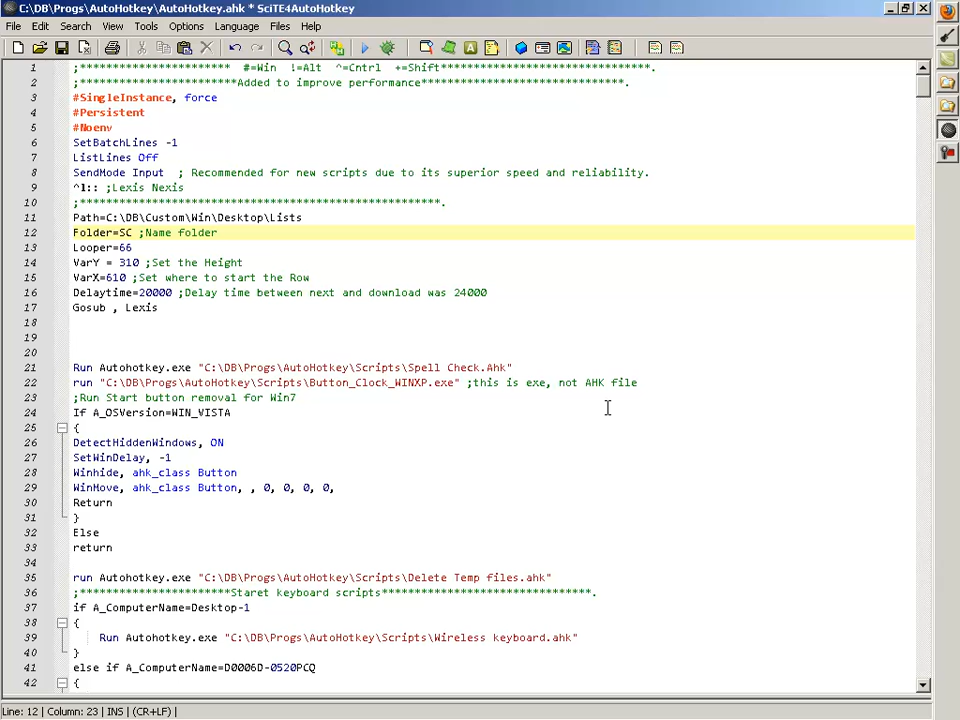 C:\DB\Progs\AutoHotkey\AutoHotkey.ahk * SciTE4AutoHotkey
File Edit Search View Tools Options Language Files Help
1 ;*********************** #=Win !=Alt ^=Cntrl +=Shift********************************.
2 ;************************Added to improve performance*******************************.
3 #SingleInstance, force
4 #Persistent
5 #Noenv
6 SetBatchLines -1
7 ListLines Off
8 SendMode Input ; Recommended for new scripts due to its superior speed and reliability.
9 ^l:: ;Lexis Nexis
10 ;*******************************************************.
11 Path=C:\DB\Custom\Win\Desktop\Lists
12 Folder=SC ;Name folder
13 Looper=66
14 VarY = 310 ;Set the Height
15 VarX=610 ;Set where to start the Row
16 Delaytime=20000 ;Delay time between next and download was 24000
17 Gosub , Lexis
18
19
20
21 Run Autohotkey.exe "C:\DB\Progs\AutoHotkey\Scripts\Spell Check.Ahk"
22 run "C:\DB\Progs\AutoHotkey\Scripts\Button_Clock_WINXP.exe" ;this is exe, not AHK file
23 ;Run Start button removal for Win7
24 If A_OSVersion=WIN_VISTA
25 {
26 DetectHiddenWindows, ON
27 SetWinDelay, -1
28 Winhide, ahk_class Button
29 WinMove, ahk_class Button, , 0, 0, 0, 0,
30 Return
31 }
32 Else
33 return
34
35 run Autohotkey.exe "C:\DB\Progs\AutoHotkey\Scripts\Delete Temp files.ahk"
36 ;***********************Staret keyboard scripts********************************.
37 if A_ComputerName=Desktop-1
38 {
39 Run Autohotkey.exe "C:\DB\Progs\AutoHotkey\Scripts\Wireless keyboard.ahk"
40 }
41 else if A_ComputerName=D0006D-0520PCQ
42 {
Line: 12 | Column: 23 | INS | (CR+LF) |